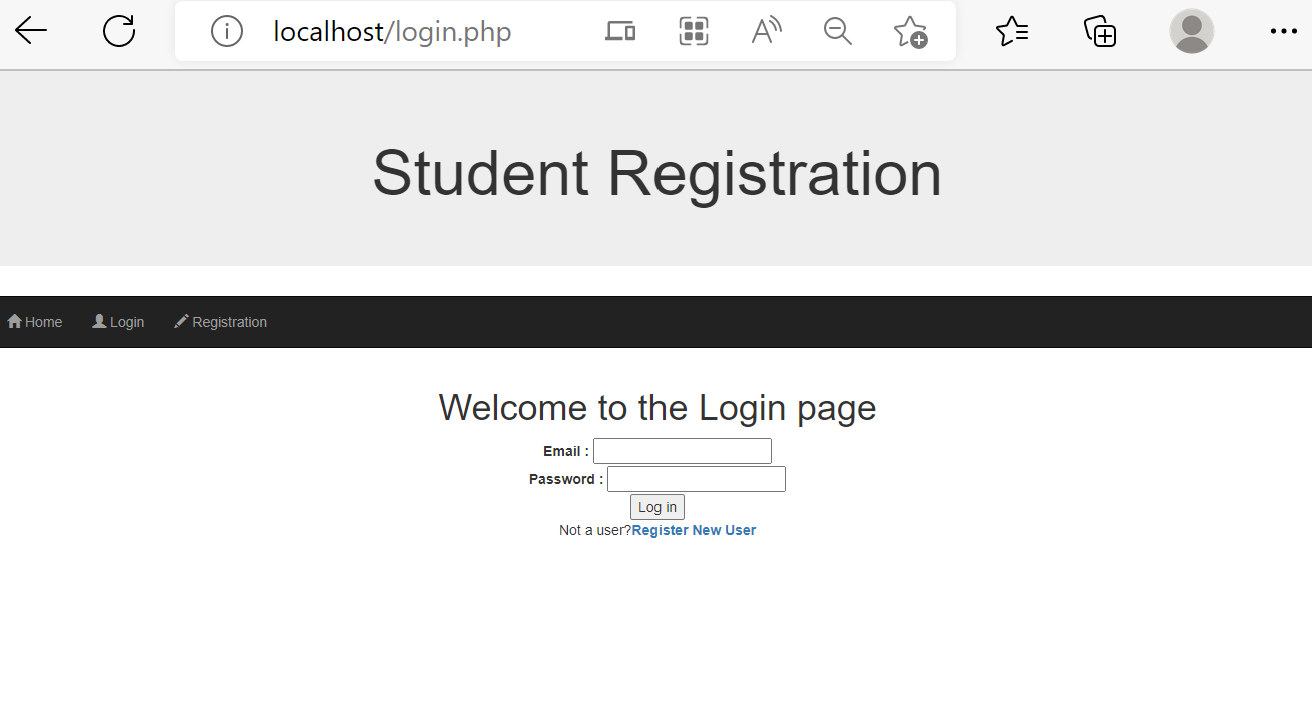 localhost/login.php
Student Registration
Home Login Registration
Welcome to the Login page
Email :
Password :
Log in
Not a user?Register New User